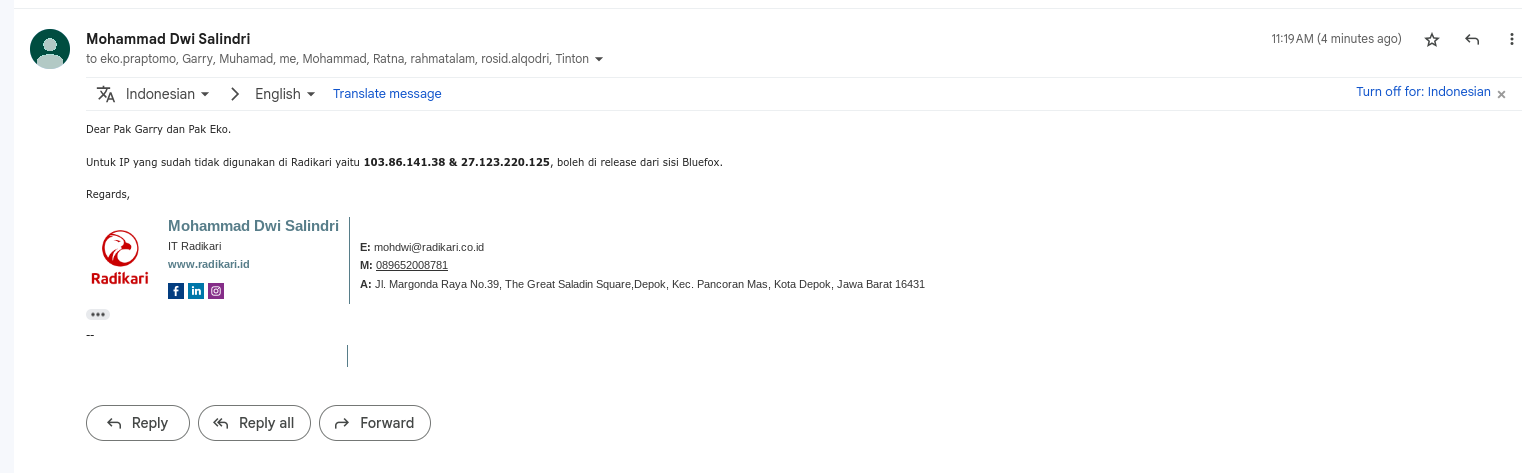 Mohammad Dwi Salindri
11:19 AM (4 minutes ago)
to eko.praptomo, Garry, Muhamad, me, Mohammad, Ratna, rahmatalam, rosid.alqodri, Tinton
Indonesian > English Translate message
Turn off for: Indonesian ×
Dear Pak Garry dan Pak Eko.
Untuk IP yang sudah tidak digunakan di Radikari yaitu 103.86.141.38 & 27.123.220.125, boleh di release dari sisi Bluefox.
Regards,
Radikari
Mohammad Dwi Salindri
IT Radikari
www.radikari.id
E: mohdwi@radikari.co.id
M: 089652008781
A: Jl. Margonda Raya No.39, The Great Saladin Square,Depok, Kec. Pancoran Mas, Kota Depok, Jawa Barat 16431
--
Reply
Reply all
Forward